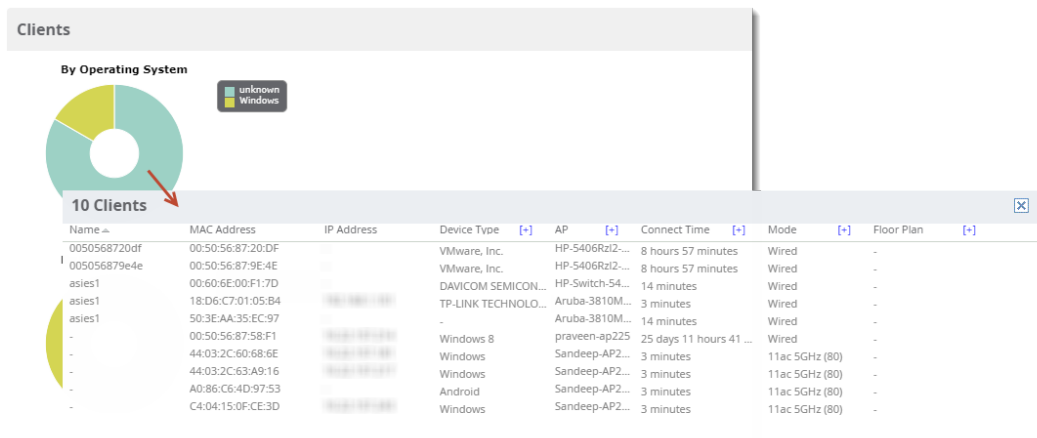 Clients
By Operating System
unknown
Windows
10 Clients
Name MAC Address IP Address Device Type [+] AP [+] Connect Time [+] Mode [+] Floor Plan [+]
0050568720df 00:50:56:87:20:DF VMware, Inc. HP-5406Rzl2-... 8 hours 57 minutes Wired -
005056879e4e 00:50:56:87:9E:4E VMware, Inc. HP-5406Rzl2-... 8 hours 57 minutes Wired -
asies1 00:60:6E:00:F1:7D DAVICOM SEMICON... HP-Switch-54... 14 minutes Wired -
asies1 18:D6:C7:01:05:B4 TP-LINK TECHNOLO... Aruba-3810M... 3 minutes Wired -
asies1 50:3E:AA:35:EC:97 - Aruba-3810M... 14 minutes Wired -
- 00:50:56:87:58:F1 Windows 8 praveen-ap225 25 days 11 hours 41 ... Wired -
- 44:03:2C:60:68:6E Windows Sandeep-AP2... 3 minutes 11ac 5GHz (80) -
- 44:03:2C:63:A9:16 Windows Sandeep-AP2... 3 minutes 11ac 5GHz (80) -
- A0:86:C6:4D:97:53 Android Sandeep-AP2... 3 minutes 11ac 5GHz (80) -
- C4:04:15:0F:CE:3D Windows Sandeep-AP2... 3 minutes 11ac 5GHz (80) -